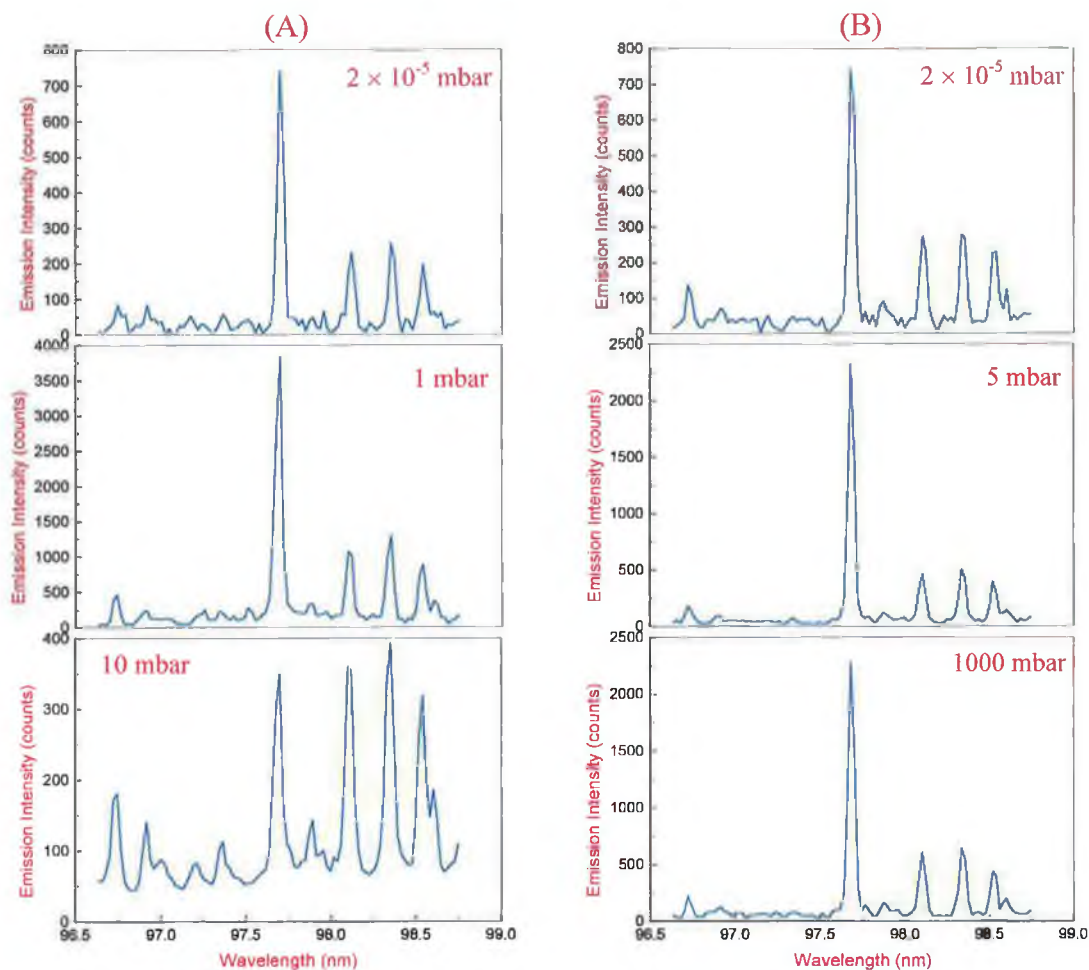 (A)
2 × 10⁻⁵ mbar
Emission Intensity (counts)
800
700
600
500
400
300
200
100
0
1 mbar
Emission Intensity (counts)
4000
3500
3000
2500
2000
1500
1000
500
0
10 mbar
Emission Intensity (counts)
400
300
200
100
0
96.5 97.0 97.5 98.0 98.5 99.0
Wavelength (nm)
(B)
2 × 10⁻⁵ mbar
Emission Intensity (counts)
800
700
600
500
400
300
200
100
0
5 mbar
Emission Intensity (counts)
2500
2000
1500
1000
500
0
1000 mbar
Emission Intensity (counts)
2500
2000
1500
1000
500
0
96.5 97.0 97.5 98.0 98.5 99.0
Wavelength (nm)